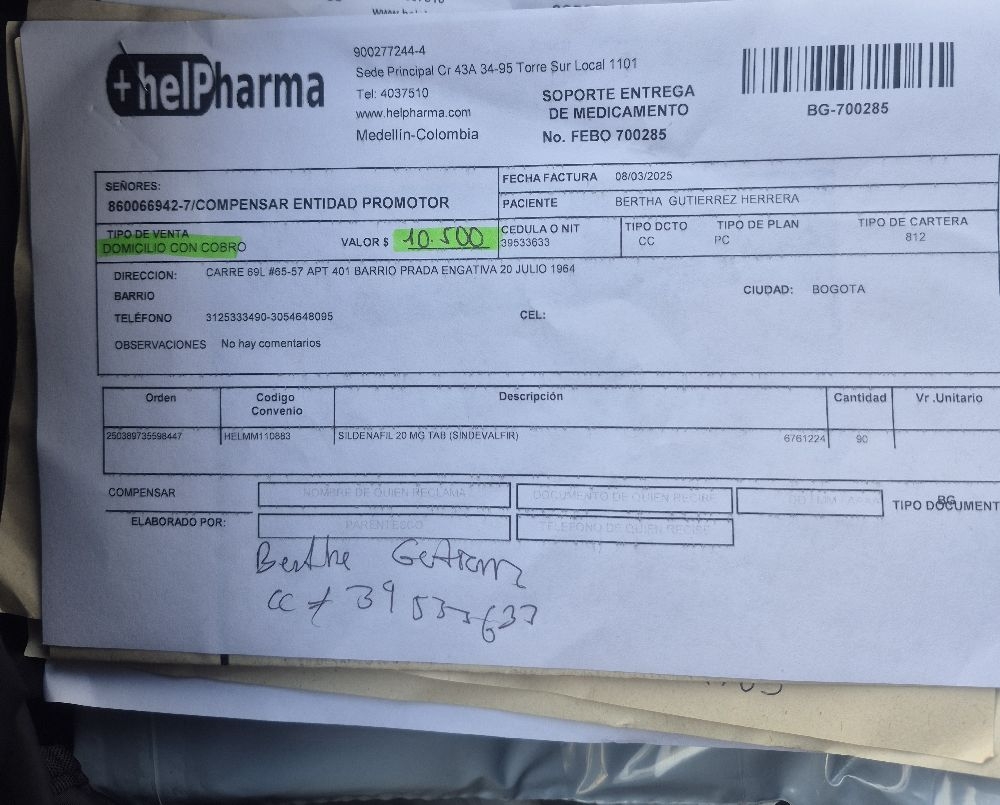 +helPharma
900277244-4
Sede Principal Cr 43A 34-95 Torre Sur Local 1101
Tel: 4037510
www.helpharma.com
Medellín-Colombia
SOPORTE ENTREGA
DE MEDICAMENTO
No. FEBO 700285
BG-700285
SEÑORES:
860066942-7/COMPENSAR ENTIDAD PROMOTOR
FECHA FACTURA 08/03/2025
PACIENTE BERTHA GUTIERREZ HERRERA
TIPO DE VENTA
DOMICILIO CON COBRO
VALOR $ 10.500
CEDULA O NIT
39533633
TIPO DCTO
CC
TIPO DE PLAN
PC
TIPO DE CARTERA
812
DIRECCION: CARRE 69L #65-57 APT 401 BARRIO PRADA ENGATIVA 20 JULIO 1964
BARRIO
CIUDAD: BOGOTA
TELÉFONO 3125333490-3054648095
CEL:
OBSERVACIONES No hay comentarios
Orden Codigo Convenio Descripción Cantidad Vr .Unitario
250389735598447 HELMM110883 SILDENAFIL 20 MG TAB (SINDEVALFIR) 6761224 90
COMPENSAR
NOMBRE DE QUIEN RECLAMA
DOCUMENTO DE QUIEN RECIBE
TIPO DOCUMENT
BG
ELABORADO POR:
PARENTESCO
TELEFONO DE QUIEN RECIBE
Berthe
cc # 39533633